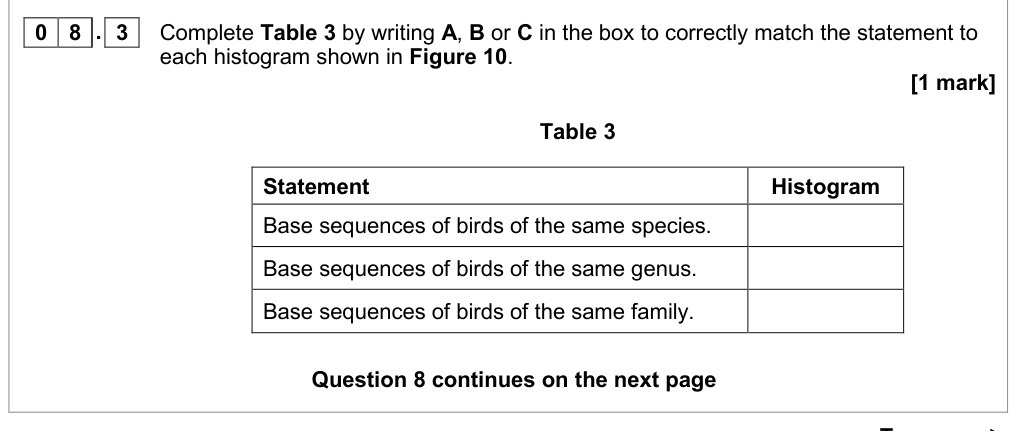 08.3 Complete Table 3 by writing A, B or C in the box to correctly match the statement to
each histogram shown in Figure 10.
[1 mark]
Table 3
Statement Histogram
Base sequences of birds of the same species.
Base sequences of birds of the same genus.
Base sequences of birds of the same family.
Question 8 continues on the next page